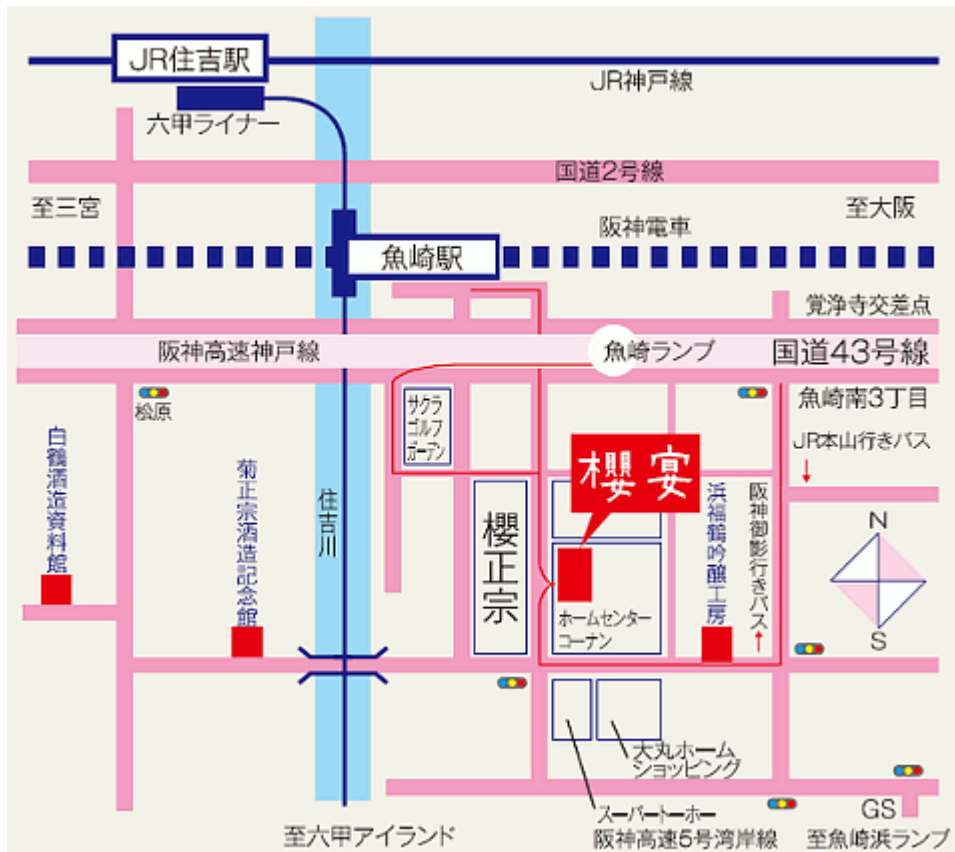 JR住吉駅
JR神戸線
六甲ライナー
国道2号線
至三宮
至大阪
阪神電車
魚崎駅
覚浄寺交差点
阪神高速神戸線
魚崎ランプ
国道43号線
松原
サクラ
ゴルフ
ガーデン
魚崎南3丁目
JR本山行きバス
白鶴酒造資料館
菊正宗酒造記念館
住吉川
櫻正宗
櫻宴
浜福鶴吟醸工房
阪神御影行きバス
N
S
ホームセンター
コーナン
大丸ホーム
ショッピング
スーパートーホー
阪神高速5号湾岸線
GS
至六甲アイランド
至魚崎浜ランプ